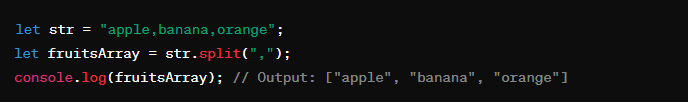 let str = "apple,banana,orange";
let fruitsArray = str.split(",");
console.log(fruitsArray); // Output: ["apple", "banana", "orange"]